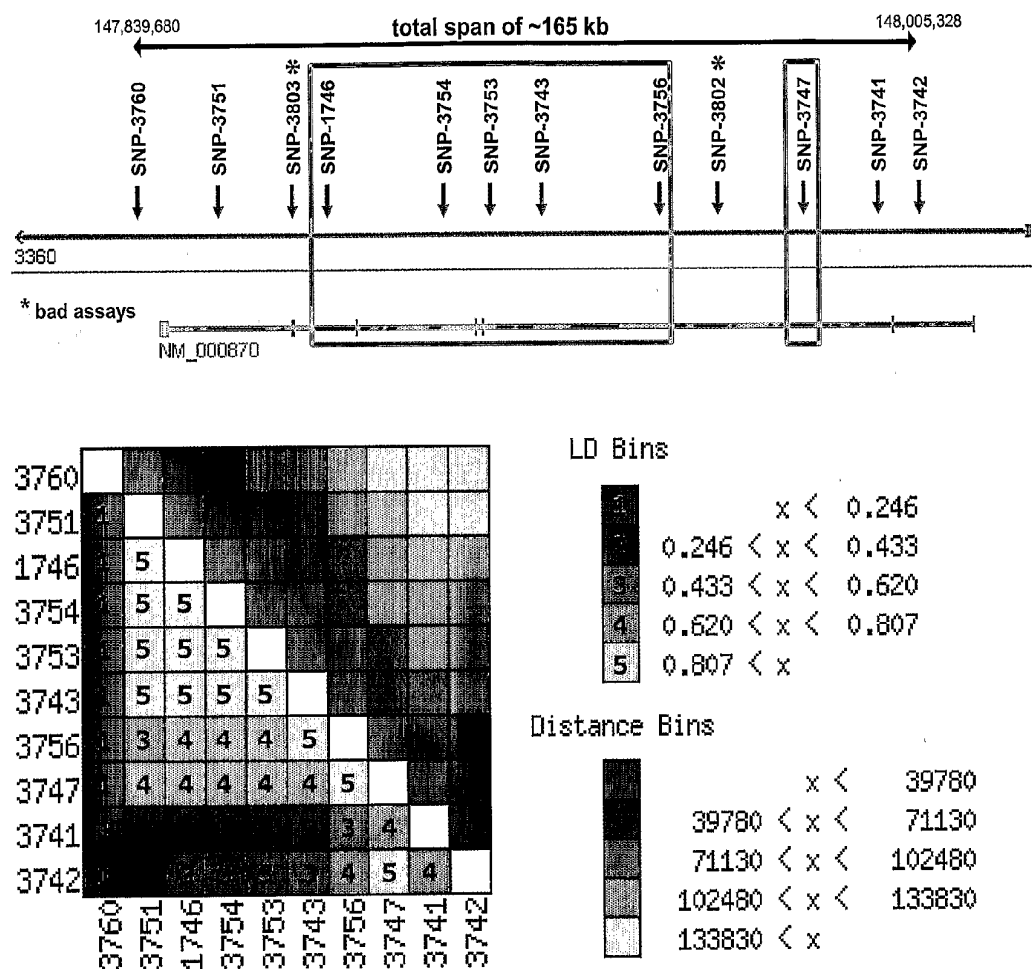 147,839,680 total span of ~165 kb 148,005,328
SNP-3760
SNP-3751
SNP-3803 *
SNP-1746
SNP-3754
SNP-3753
SNP-3743
SNP-3756
SNP-3802 *
SNP-3747
SNP-3741
SNP-3742
3360
* bad assays
NM_000870
3760
3751
1746 5
3754 5 5
3753 5 5 5
3743 5 5 5 5
3756 3 4 4 4 5
3747 4 4 4 4 4 5
3741 3 4
3742 3 4 5 4
3760 3751 1746 3754 3753 3743 3756 3747 3741 3742
LD Bins
1 x < 0.246
0.246 < x < 0.433
3 0.433 < x < 0.620
4 0.620 < x < 0.807
5 0.807 < x
Distance Bins
x < 39780
39780 < x < 71130
71130 < x < 102480
102480 < x < 133830
133830 < x